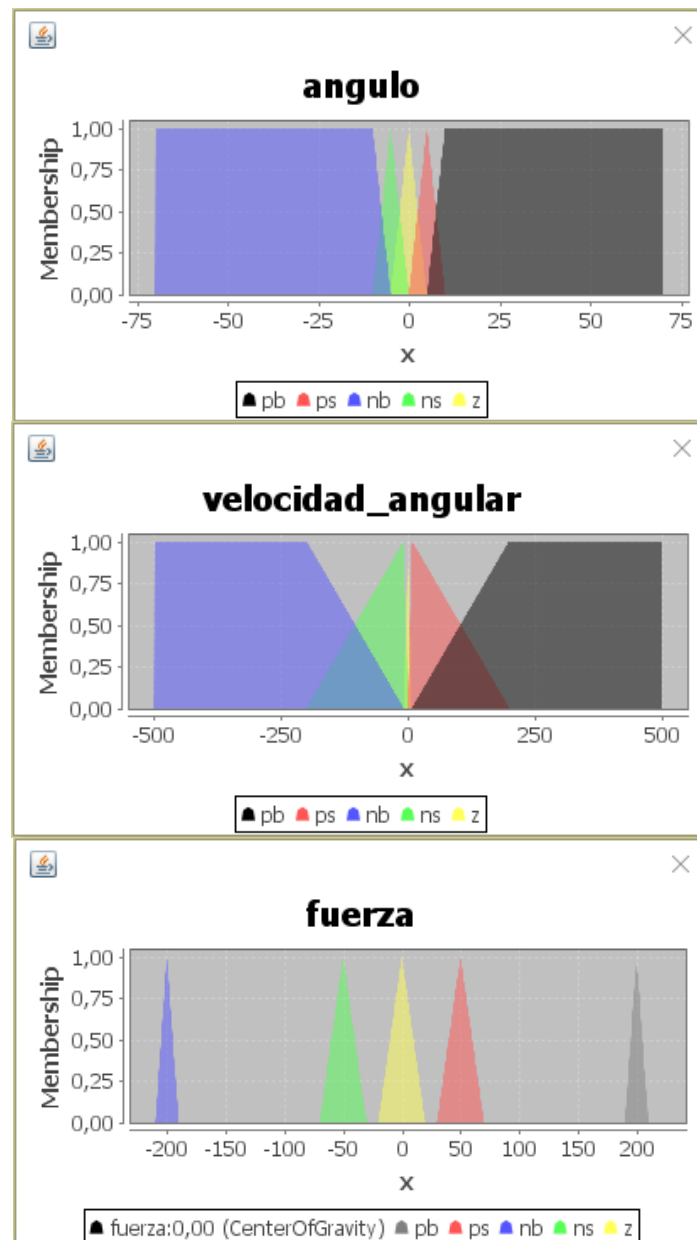 angulo
Membership
1,00
0,75
0,50
0,25
0,00
-75 -50 -25 0 25 50 75
x
pb ps nb ns z
velocidad_angular
Membership
1,00
0,75
0,50
0,25
0,00
-500 -250 0 250 500
x
pb ps nb ns z
fuerza
Membership
1,00
0,75
0,50
0,25
0,00
-200 -150 -100 -50 0 50 100 150 200
x
fuerza:0,00 (CenterOfGravity) pb ps nb ns z